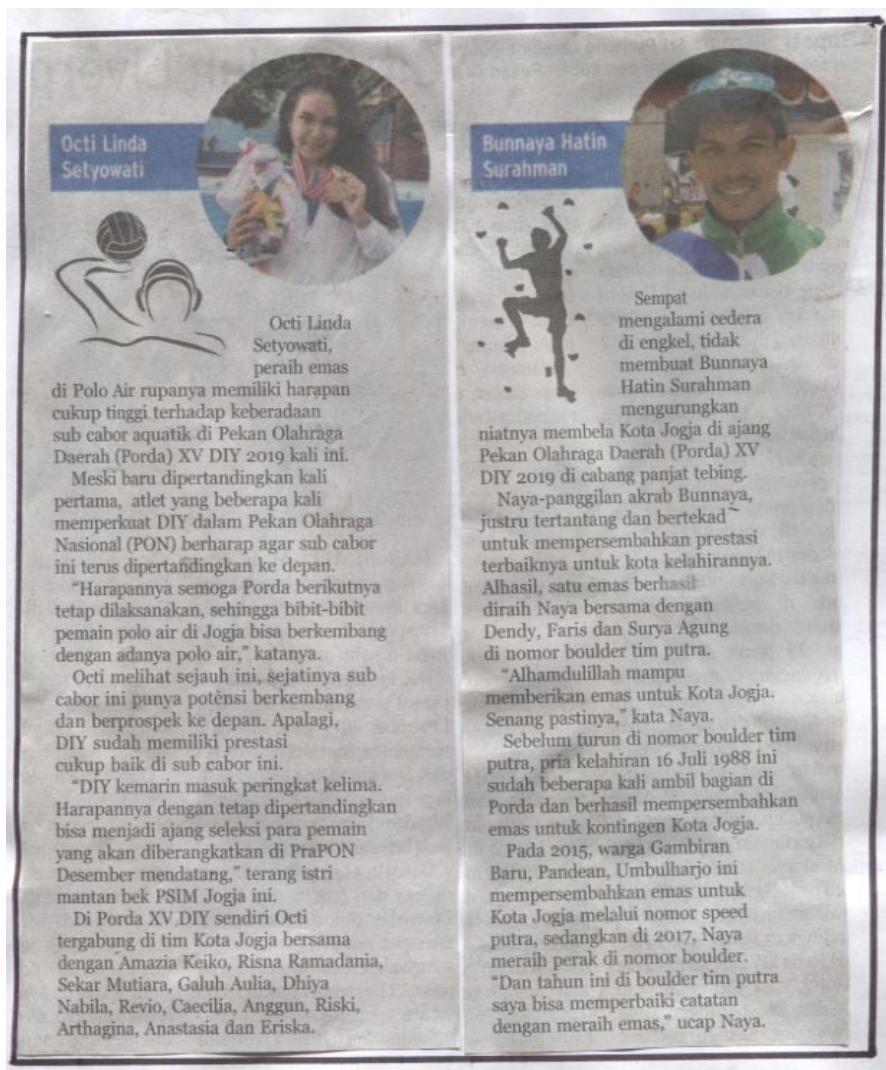 Octi Linda
Setyowati
Octi Linda
Setyowati,
peraih emas
di Polo Air rupanya memiliki harapan
cukup tinggi terhadap keberadaan
sub cabor aquatik di Pekan Olahraga
Daerah (Porda) XV DIY 2019 kali ini.
Meski baru dipertandingkan kali
pertama, atlet yang beberapa kali
memperkuat DIY dalam Pekan Olahraga
Nasional (PON) berharap agar sub cabor
ini terus dipertandingkan ke depan.
“Harapannya semoga Porda berikutnya
tetap dilaksanakan, sehingga bibit-bibit
pemain polo air di Jogja bisa berkembang
dengan adanya polo air,” katanya.
Octi melihat sejauh ini, sejatinya sub
cabor ini punya potensi berkembang
dan berprospek ke depan. Apalagi,
DIY sudah memiliki prestasi
cukup baik di sub cabor ini.
“DIY kemarin masuk peringkat kelima.
Harapannya dengan tetap dipertandingkan
bisa menjadi ajang seleksi para pemain
yang akan diberangkatkan di PraPON
Desember mendatang,” terang istri
mantan bek PSIM Jogja ini.
Di Porda XV DIY sendiri Octi
tergabung di tim Kota Jogja bersama
dengan Amazia Keiko, Risna Ramadania,
Sekar Mutiara, Galuh Aulia, Dhiya
Nabila, Revio, Caecilia, Anggun, Riski,
Arthagina, Anastasia dan Eriska.
Bunnaya Hatin
Surahman
Sempat
mengalami cedera
di engkel, tidak
membuat Bunnaya
Hatin Surahman
mengurungkan
niatnya membela Kota Jogja di ajang
Pekan Olahraga Daerah (Porda) XV
DIY 2019 di cabang panjat tebing.
Naya-panggilan akrab Bunnaya,
justru tertantang dan bertekad
untuk mempersembahkan prestasi
terbaiknya untuk kota kelahirannya.
Alhasil, satu emas berhasil
diraih Naya bersama dengan
Dendy, Faris dan Surya Agung
di nomor boulder tim putra.
“Alhamdulillah mampu
memberikan emas untuk Kota Jogja.
Senang pastinya,” kata Naya.
Sebelum turun di nomor boulder tim
putra, pria kelahiran 16 Juli 1988 ini
sudah beberapa kali ambil bagian di
Porda dan berhasil mempersembahkan
emas untuk kontingen Kota Jogja.
Pada 2015, warga Gambiran
Baru, Pandean, Umbulharjo ini
mempersembahkan emas untuk
Kota Jogja melalui nomor speed
putra, sedangkan di 2017, Naya
meraih perak di nomor boulder.
“Dan tahun ini di boulder tim putra
saya bisa memperbaiki catatan
dengan meraih emas,” ucap Naya.